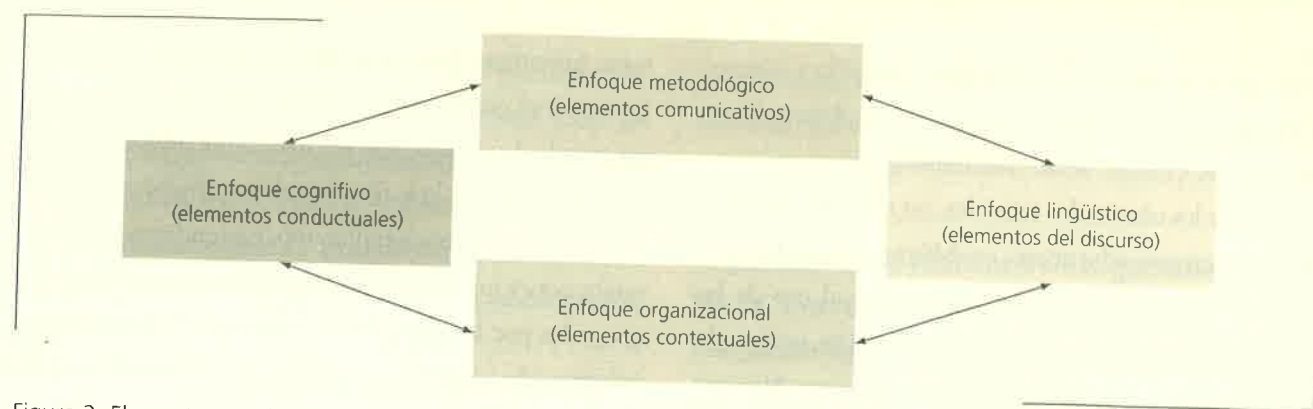 Enfoque metodológico
(elementos comunicativos)
Enfoque cognifivo
(elementos conductuales)
Enfoque lingüístico
(elementos del discurso)
Enfoque organizacional
(elementos contextuales)